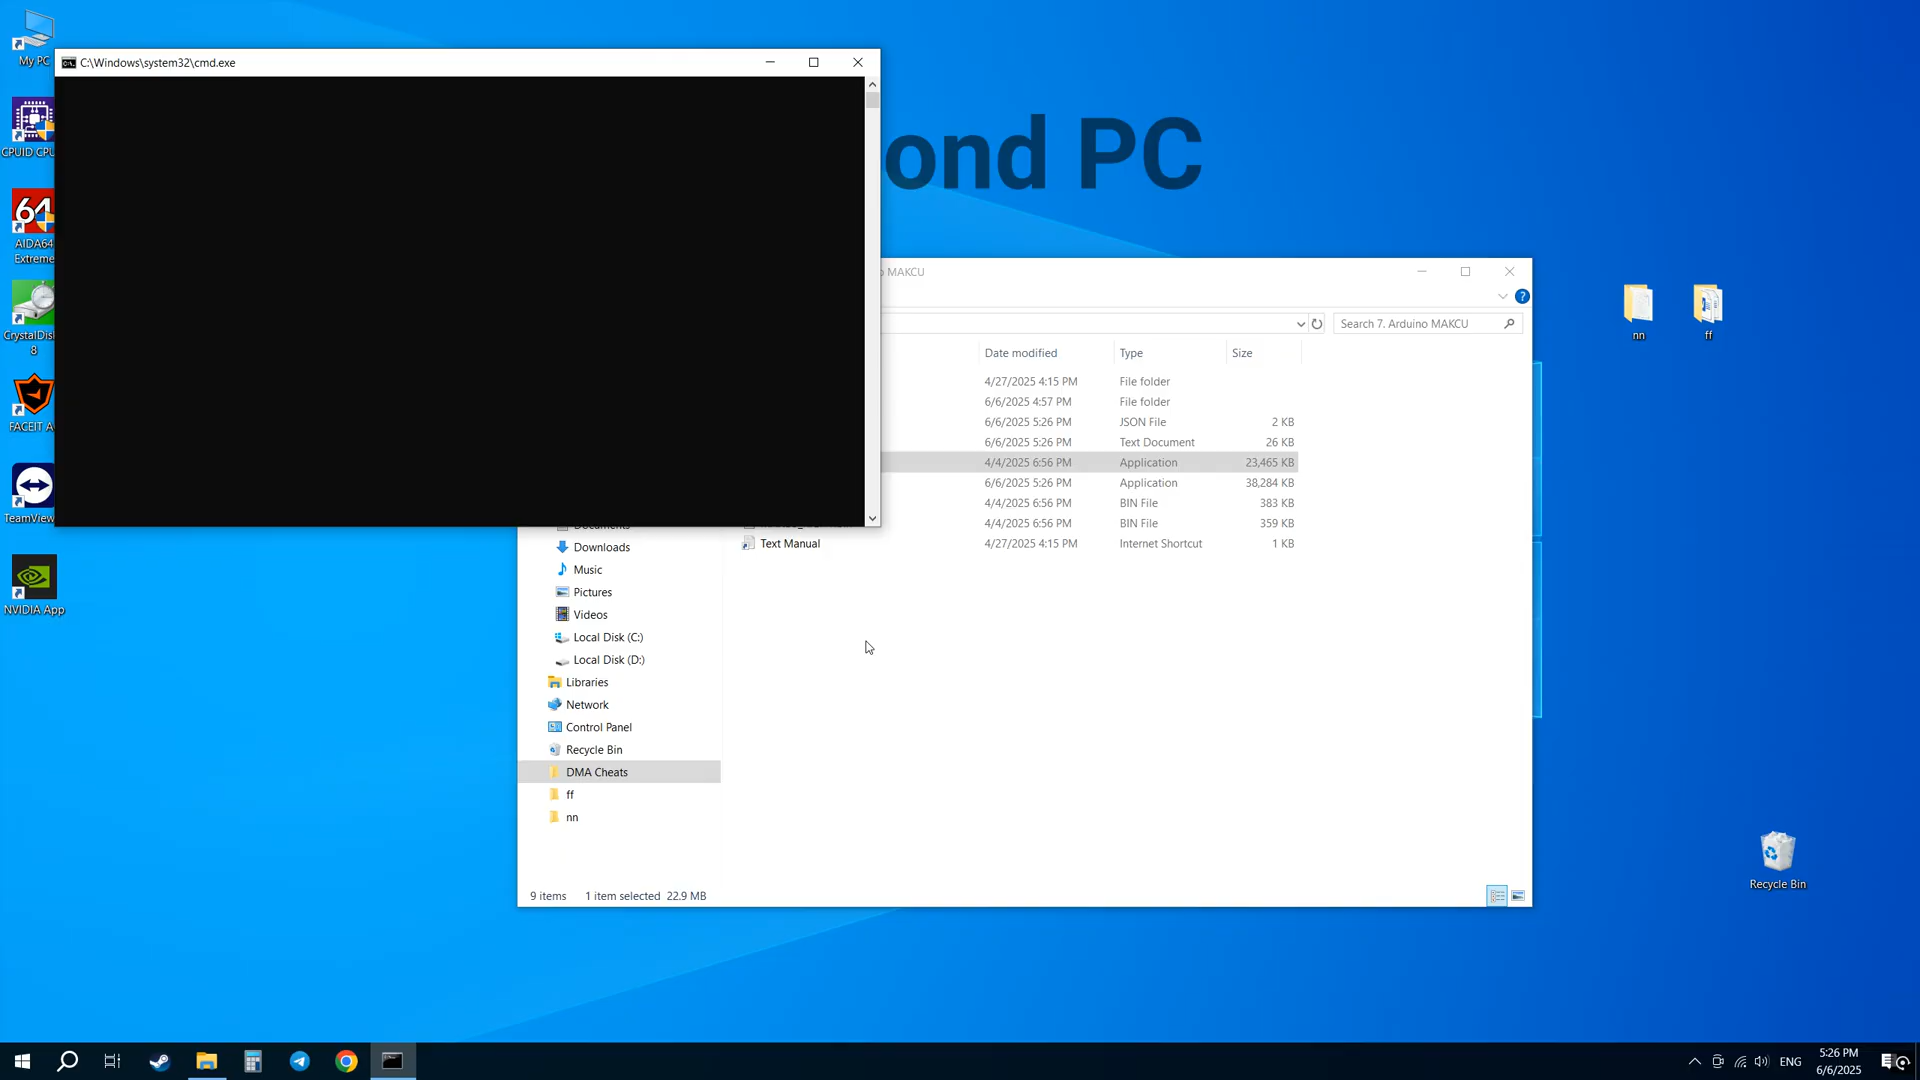 My PC
C:\Windows\system32\cmd.exe
ond PC
CPUID CPU
AIDA64
Extreme
CrystalDis
8
FACEIT A
TeamView
NVIDIA App
MAKCU
Search 7. Arduino MAKCU
Date modified
Type
Size
4/27/2025 4:15 PM
File folder
6/6/2025 4:57 PM
File folder
6/6/2025 5:26 PM
JSON File
2 KB
6/6/2025 5:26 PM
Text Document
26 KB
4/4/2025 6:56 PM
Application
23,465 KB
6/6/2025 5:26 PM
Application
38,284 KB
4/4/2025 6:56 PM
BIN File
383 KB
4/4/2025 6:56 PM
BIN File
359 KB
Text Manual
4/27/2025 4:15 PM
Internet Shortcut
1 KB
Documents
Downloads
Music
Pictures
Videos
Local Disk (C:)
Local Disk (D:)
Libraries
Network
Control Panel
Recycle Bin
DMA Cheats
ff
nn
9 items
1 item selected 22.9 MB
nn
ff
Recycle Bin
ENG
5:26 PM
6/6/2025